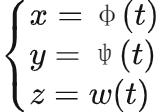 x = ϕ(t)
y = ψ(t)
z = w(t)